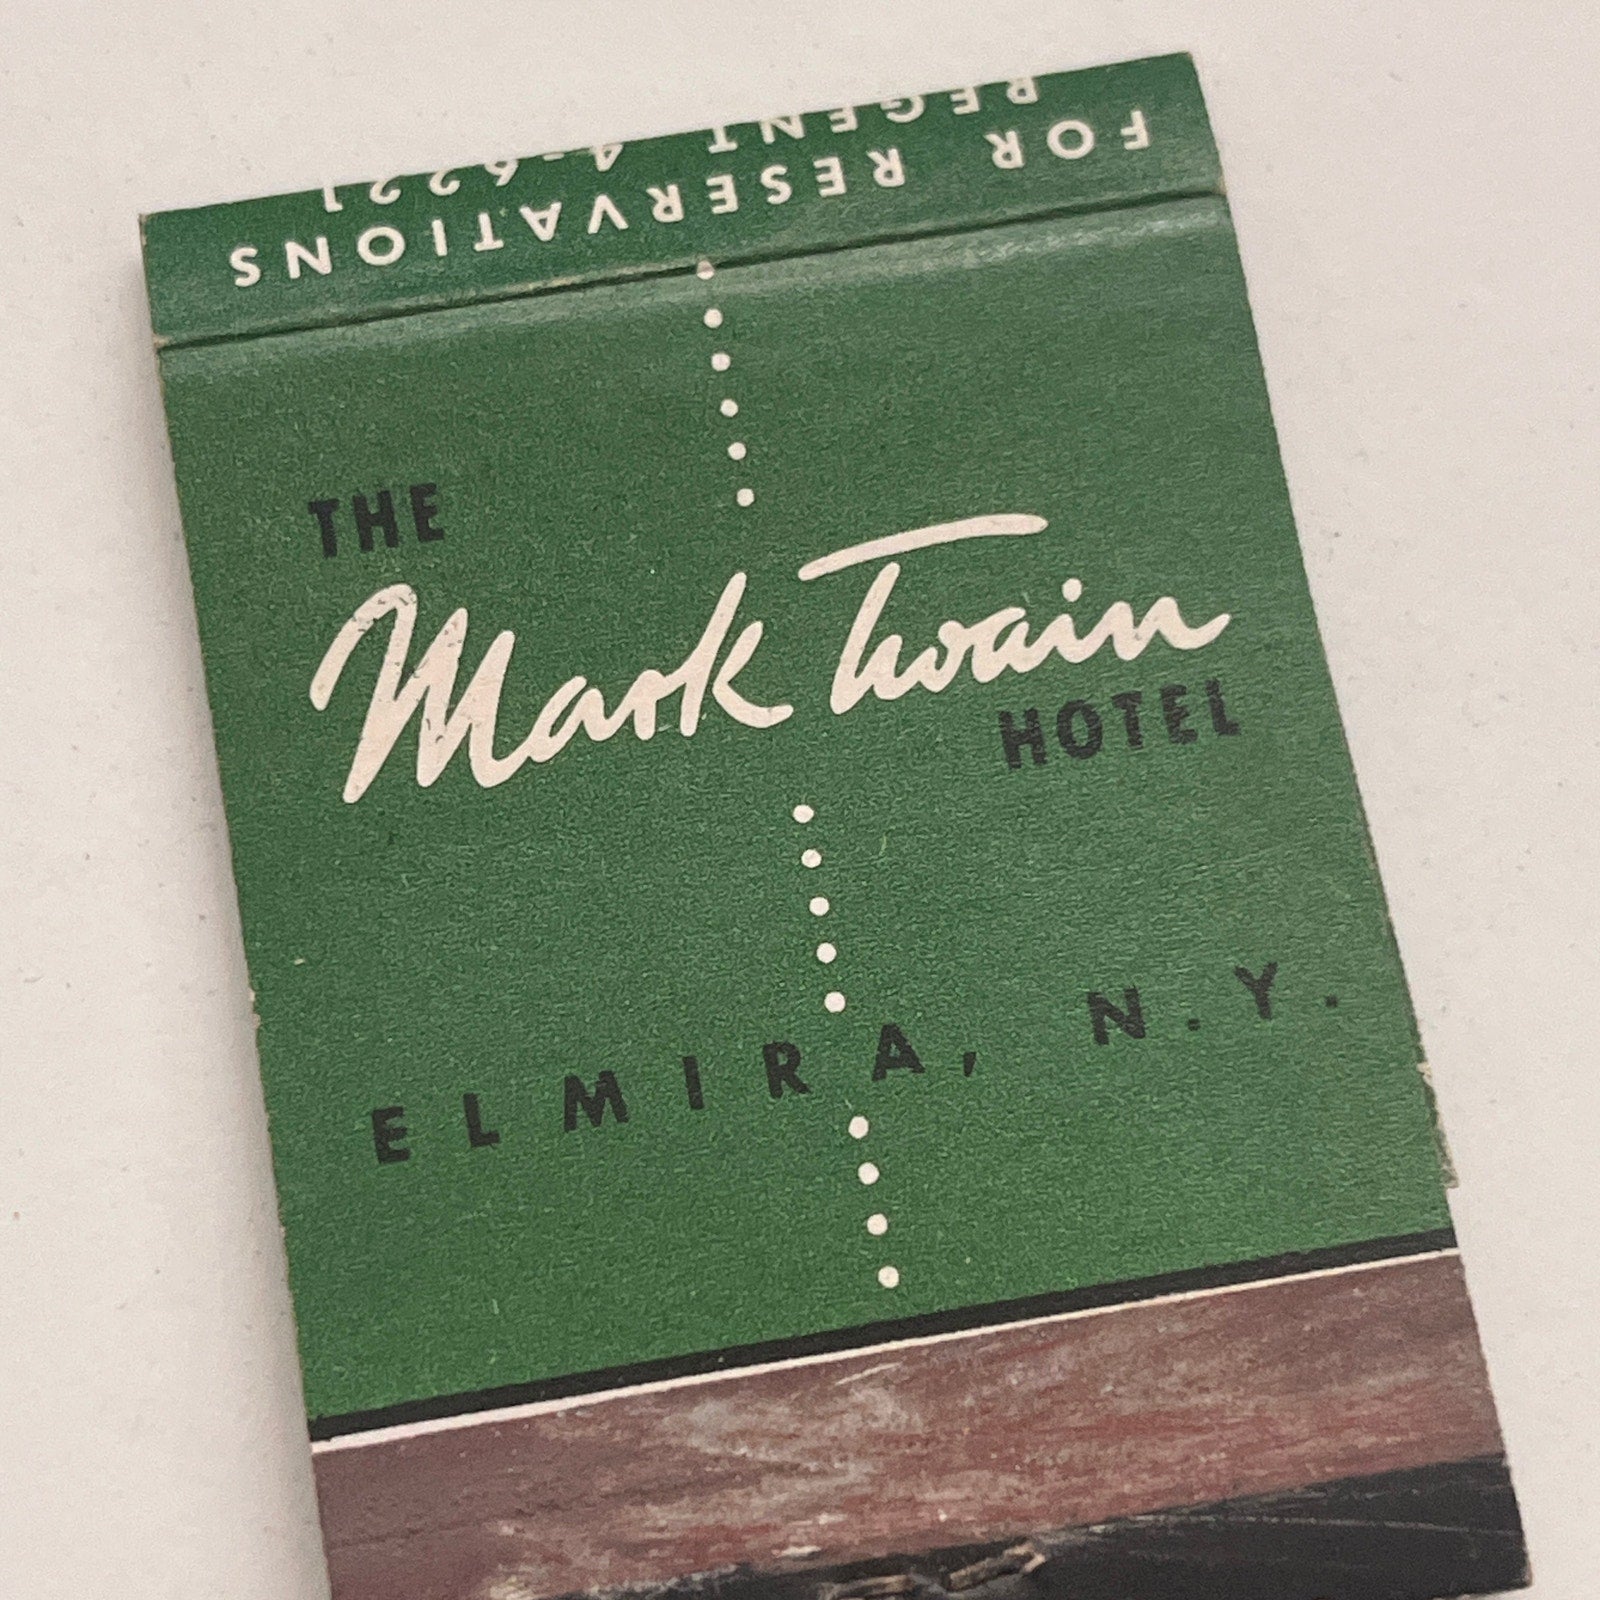 FOR RESERVATIONS
REGENT 4-6221
THE
Mark Twain
HOTEL
ELMIRA, N.Y.